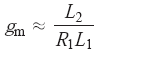 g_m ≈ L_2 / (R_1 L_1)